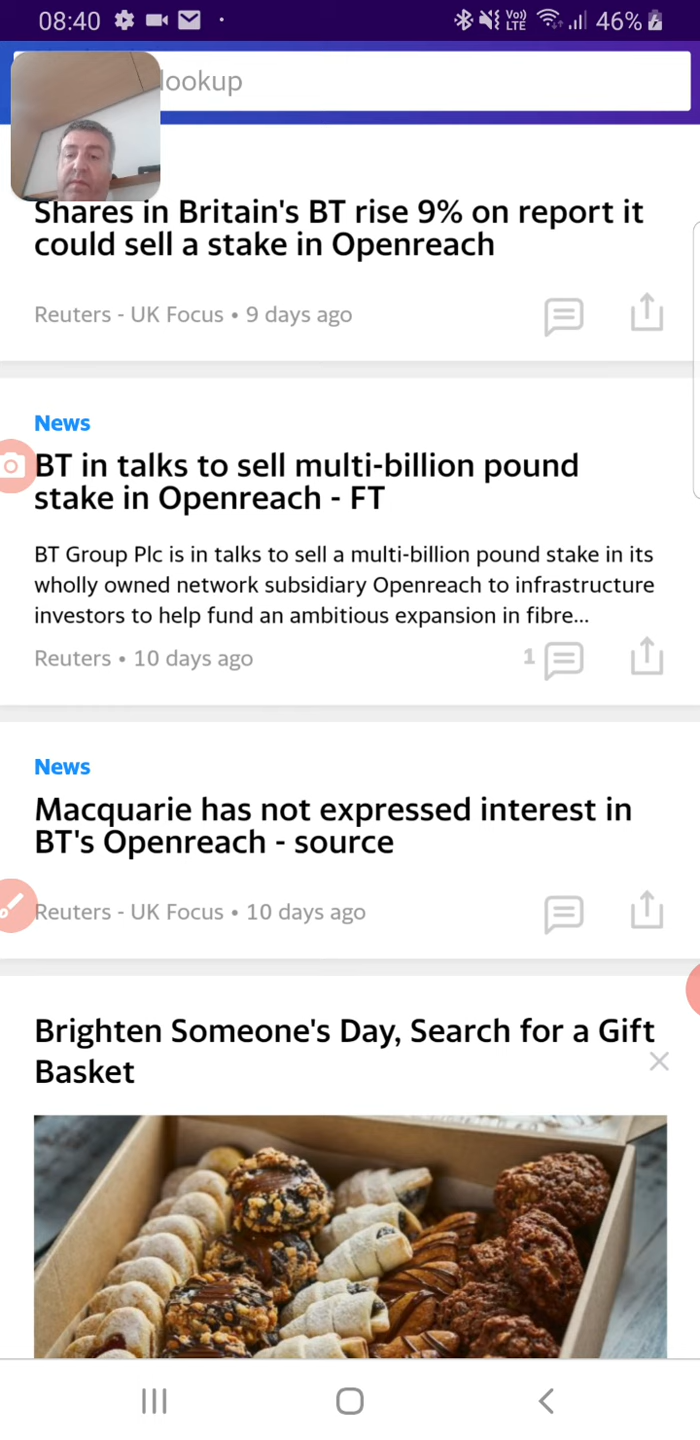 08:40
Vo))
LTE
46%
lookup
Shares in Britain's BT rise 9% on report it
could sell a stake in Openreach
Reuters - UK Focus • 9 days ago
News
BT in talks to sell multi-billion pound
stake in Openreach - FT
BT Group Plc is in talks to sell a multi-billion pound stake in its
wholly owned network subsidiary Openreach to infrastructure
investors to help fund an ambitious expansion in fibre...
Reuters • 10 days ago
1
News
Macquarie has not expressed interest in
BT's Openreach - source
Reuters - UK Focus • 10 days ago
Brighten Someone's Day, Search for a Gift
Basket